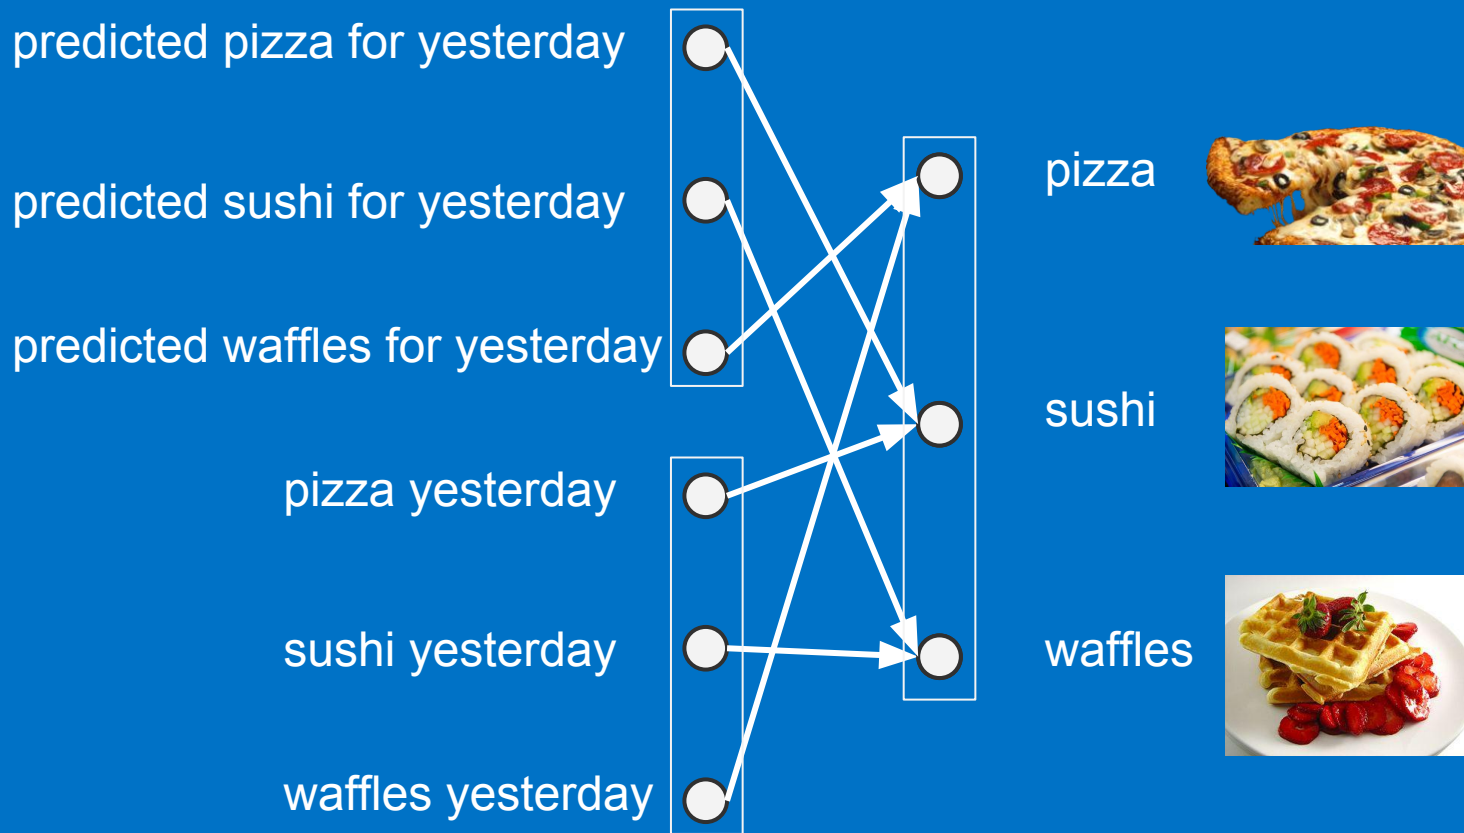 predicted pizza for yesterday
predicted sushi for yesterday
predicted waffles for yesterday
pizza yesterday
sushi yesterday
waffles yesterday
pizza
sushi
waffles